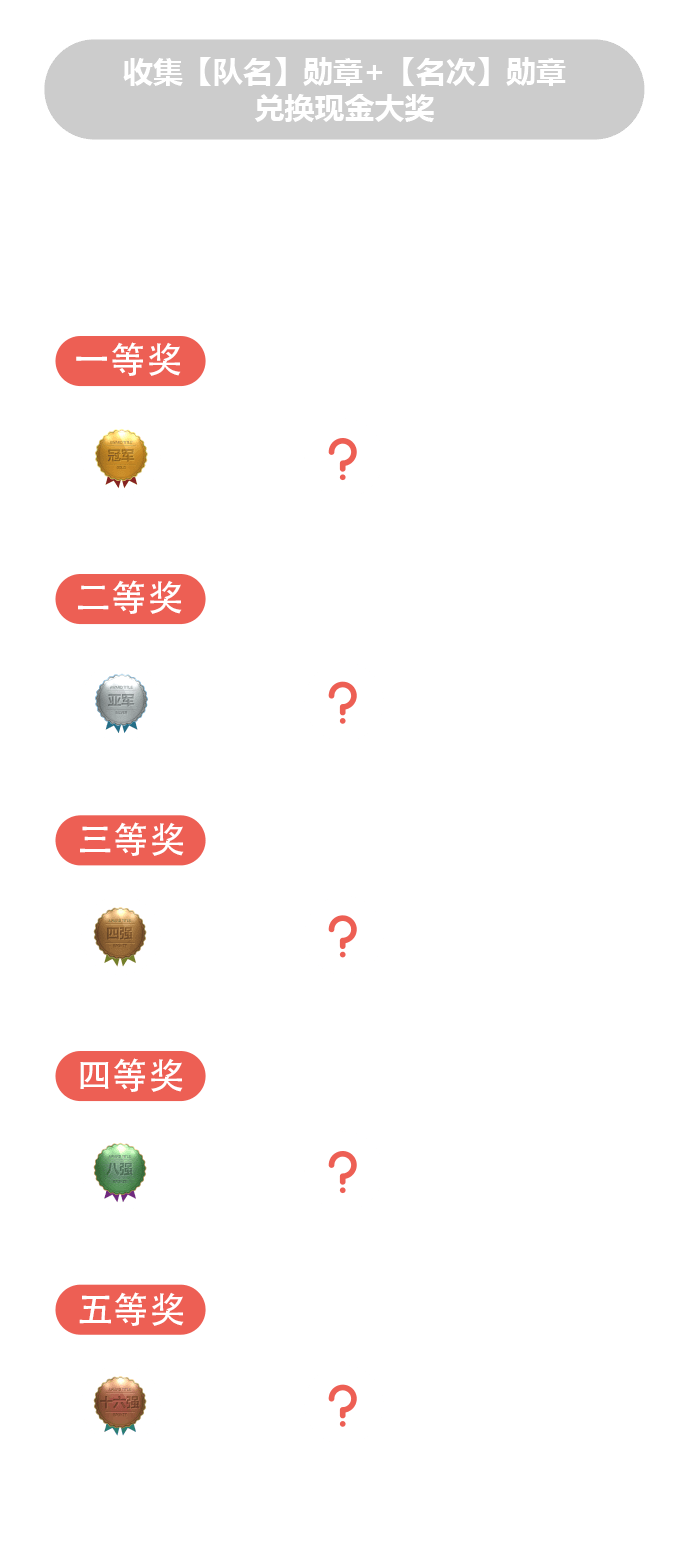 收集【队名】勋章+【名次】勋章
兑换现金大奖
一等奖
冠军
?
二等奖
亚军
?
三等奖
四强
?
四等奖
八强
?
五等奖
十六强
?